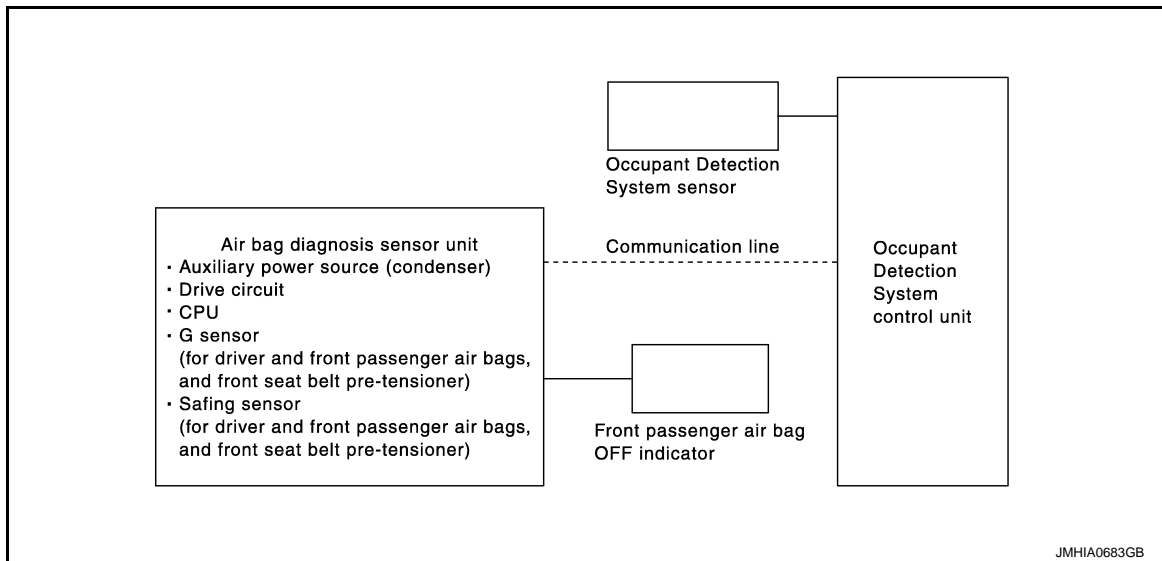 Occupant Detection
System sensor
Air bag diagnosis sensor unit
· Auxiliary power source (condenser)
· Drive circuit
· CPU
· G sensor
(for driver and front passenger air bags,
and front seat belt pre-tensioner)
· Safing sensor
(for driver and front passenger air bags,
and front seat belt pre-tensioner)
Communication line
Front passenger air bag
OFF indicator
Occupant
Detection
System
control unit
JMHIA0683GB